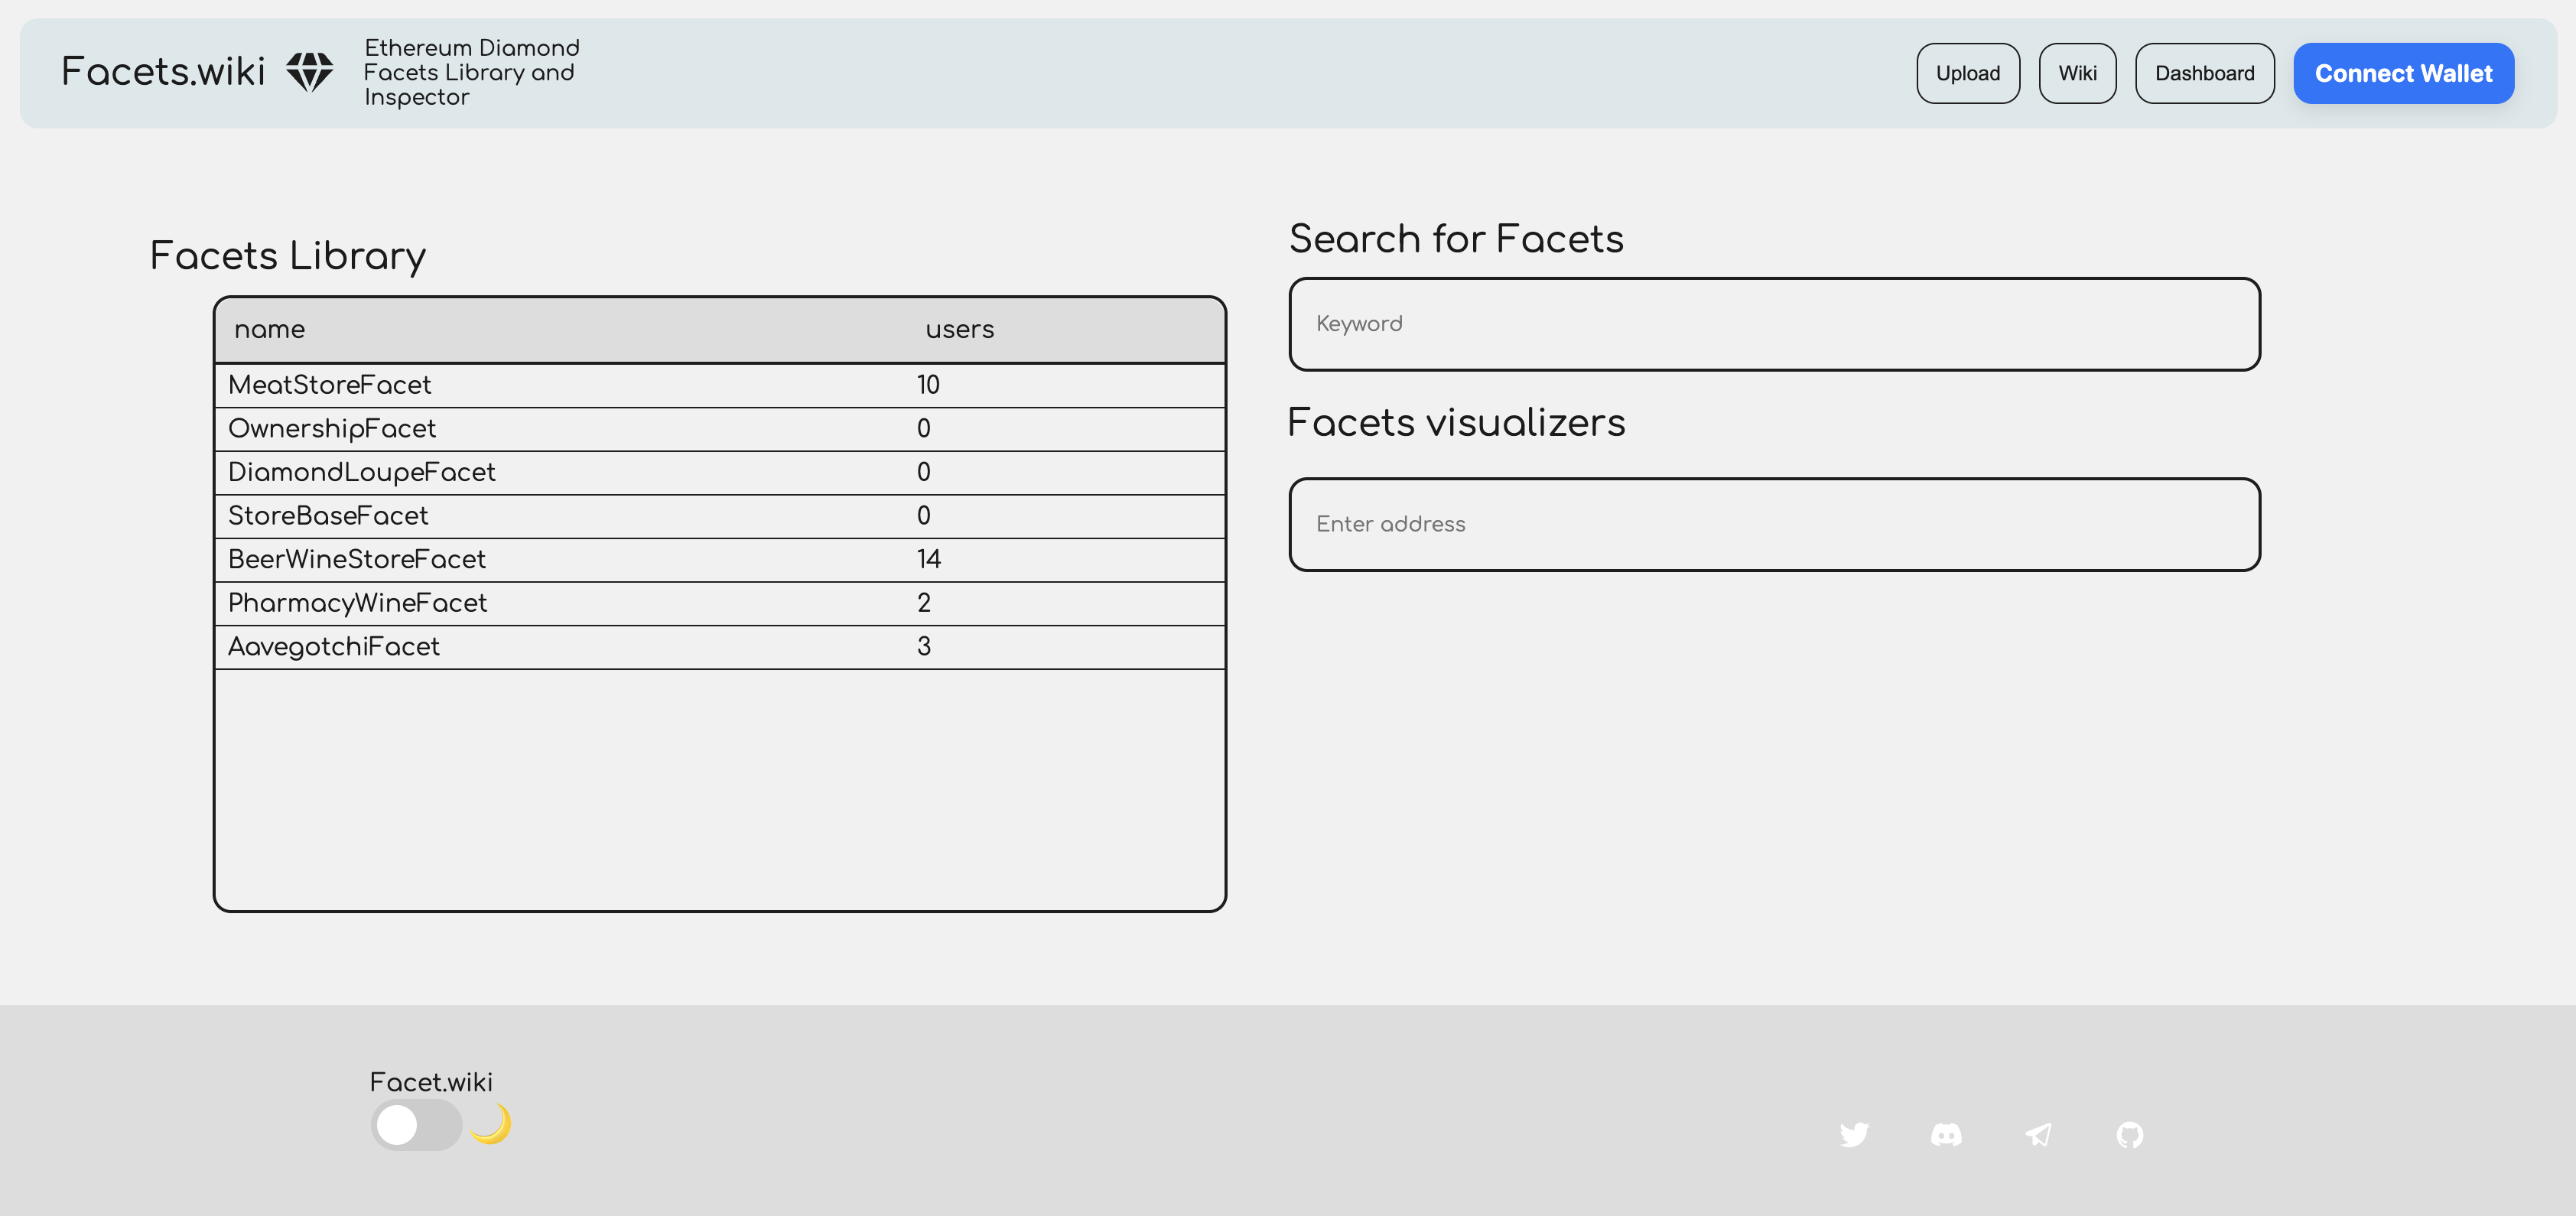 Facets.wiki
Ethereum Diamond
Facets Library and
Inspector
Upload
Wiki
Dashboard
Connect Wallet
Facets Library
name users
MeatStoreFacet 10
OwnershipFacet 0
DiamondLoupeFacet 0
StoreBaseFacet 0
BeerWineStoreFacet 14
PharmacyWineFacet 2
AavegotchiFacet 3
Search for Facets
Keyword
Facets visualizers
Enter address
Facet.wiki